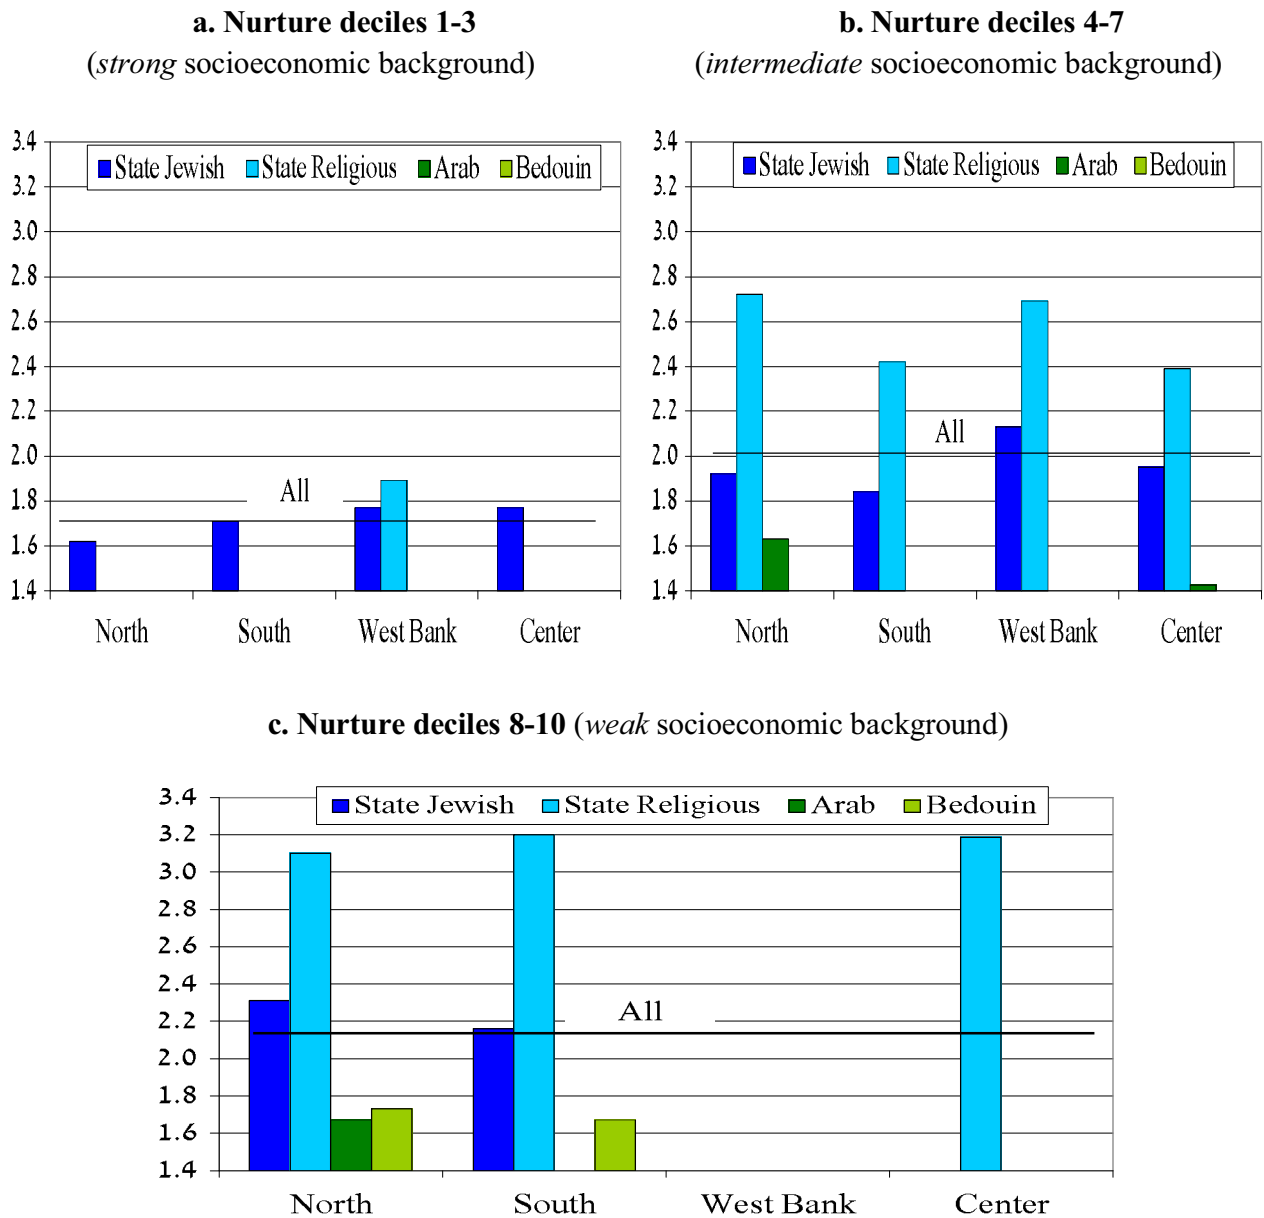 a. Nurture deciles 1-3
(strong socioeconomic background)
3.4
3.2
3.0
2.8
2.6
2.4
2.2
2.0
1.8
1.6
1.4
State Jewish State Religious Arab Bedouin
All
North South West Bank Center
b. Nurture deciles 4-7
(intermediate socioeconomic background)
3.4
3.2
3.0
2.8
2.6
2.4
2.2
2.0
1.8
1.6
1.4
State Jewish State Religious Arab Bedouin
All
North South West Bank Center
c. Nurture deciles 8-10 (weak socioeconomic background)
3.4
3.2
3.0
2.8
2.6
2.4
2.2
2.0
1.8
1.6
1.4
State Jewish State Religious Arab Bedouin
All
North South West Bank Center